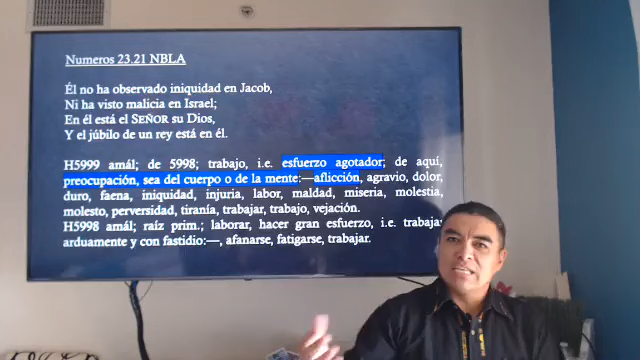 Numeros 23.21 NBLA
Él no ha observado iniquidad en Jacob,
Ni ha visto malicia en Israel;
En él está el SEÑOR su Dios,
Y el júbilo de un rey está en él.
H5999 amál; de 5998; trabajo, i.e. esfuerzo agotador; de aquí,
preocupación, sea del cuerpo o de la mente:—aflicción, agravio, dolor,
duro, faena, iniquidad, injuria, labor, maldad, miseria, molestia,
molesto, perversidad, tiranía, trabajar, trabajo, vejación.
H5998 amál; raíz prim.; laborar, hacer gran esfuerzo, i.e. trabajar
arduamente y con fastidio:—, afanarse, fatigarse, trabajar.